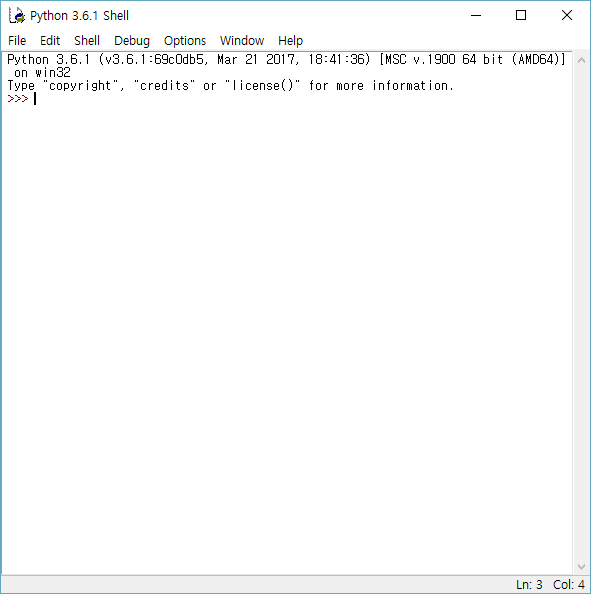 Python 3.6.1 Shell
File Edit Shell Debug Options Window Help
Python 3.6.1 (v3.6.1:69c0db5, Mar 21 2017, 18:41:36) [MSC v.1900 64 bit (AMD64)]
 on win32
Type "copyright", "credits" or "license()" for more information.
>>>
Ln: 3 Col: 4